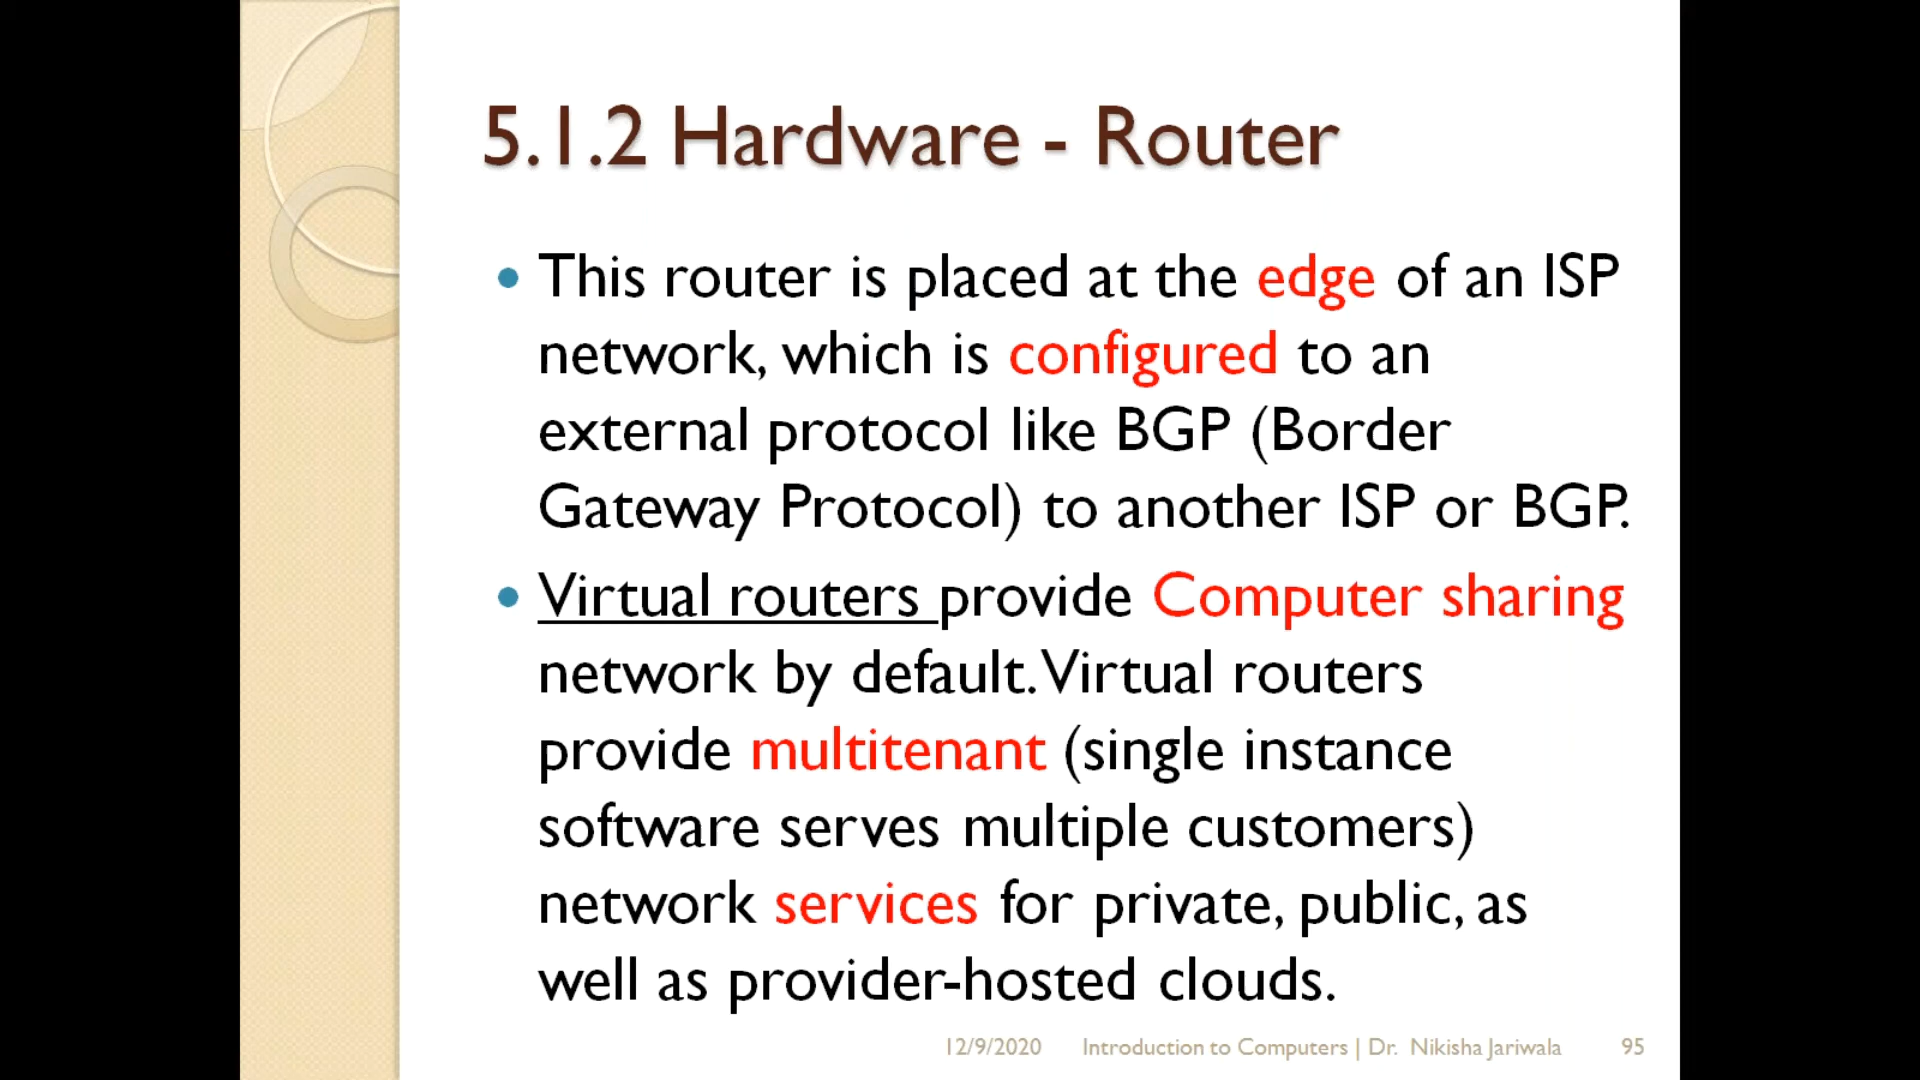 5.1.2 Hardware - Router
• This router is placed at the edge of an ISP
network, which is configured to an
external protocol like BGP (Border
Gateway Protocol) to another ISP or BGP.
• Virtual routers provide Computer sharing
network by default. Virtual routers
provide multitenant (single instance
software serves multiple customers)
network services for private, public, as
well as provider-hosted clouds.
12/9/2020 Introduction to Computers | Dr. Nikisha Jariwala 95